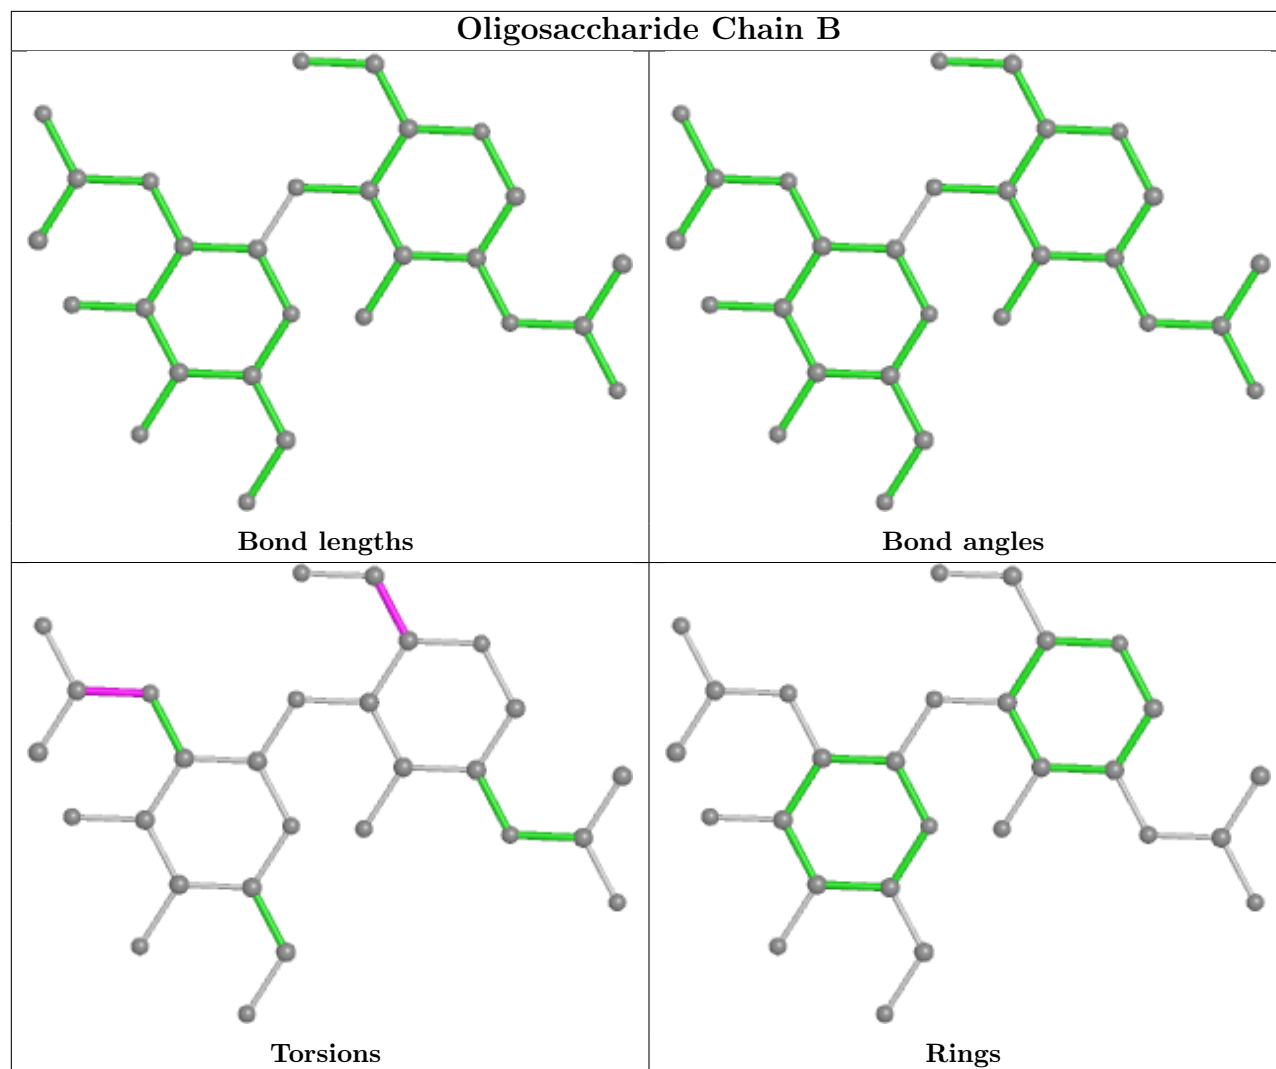 Oligosaccharide Chain B
Bond lengths
Bond angles
Torsions
Rings